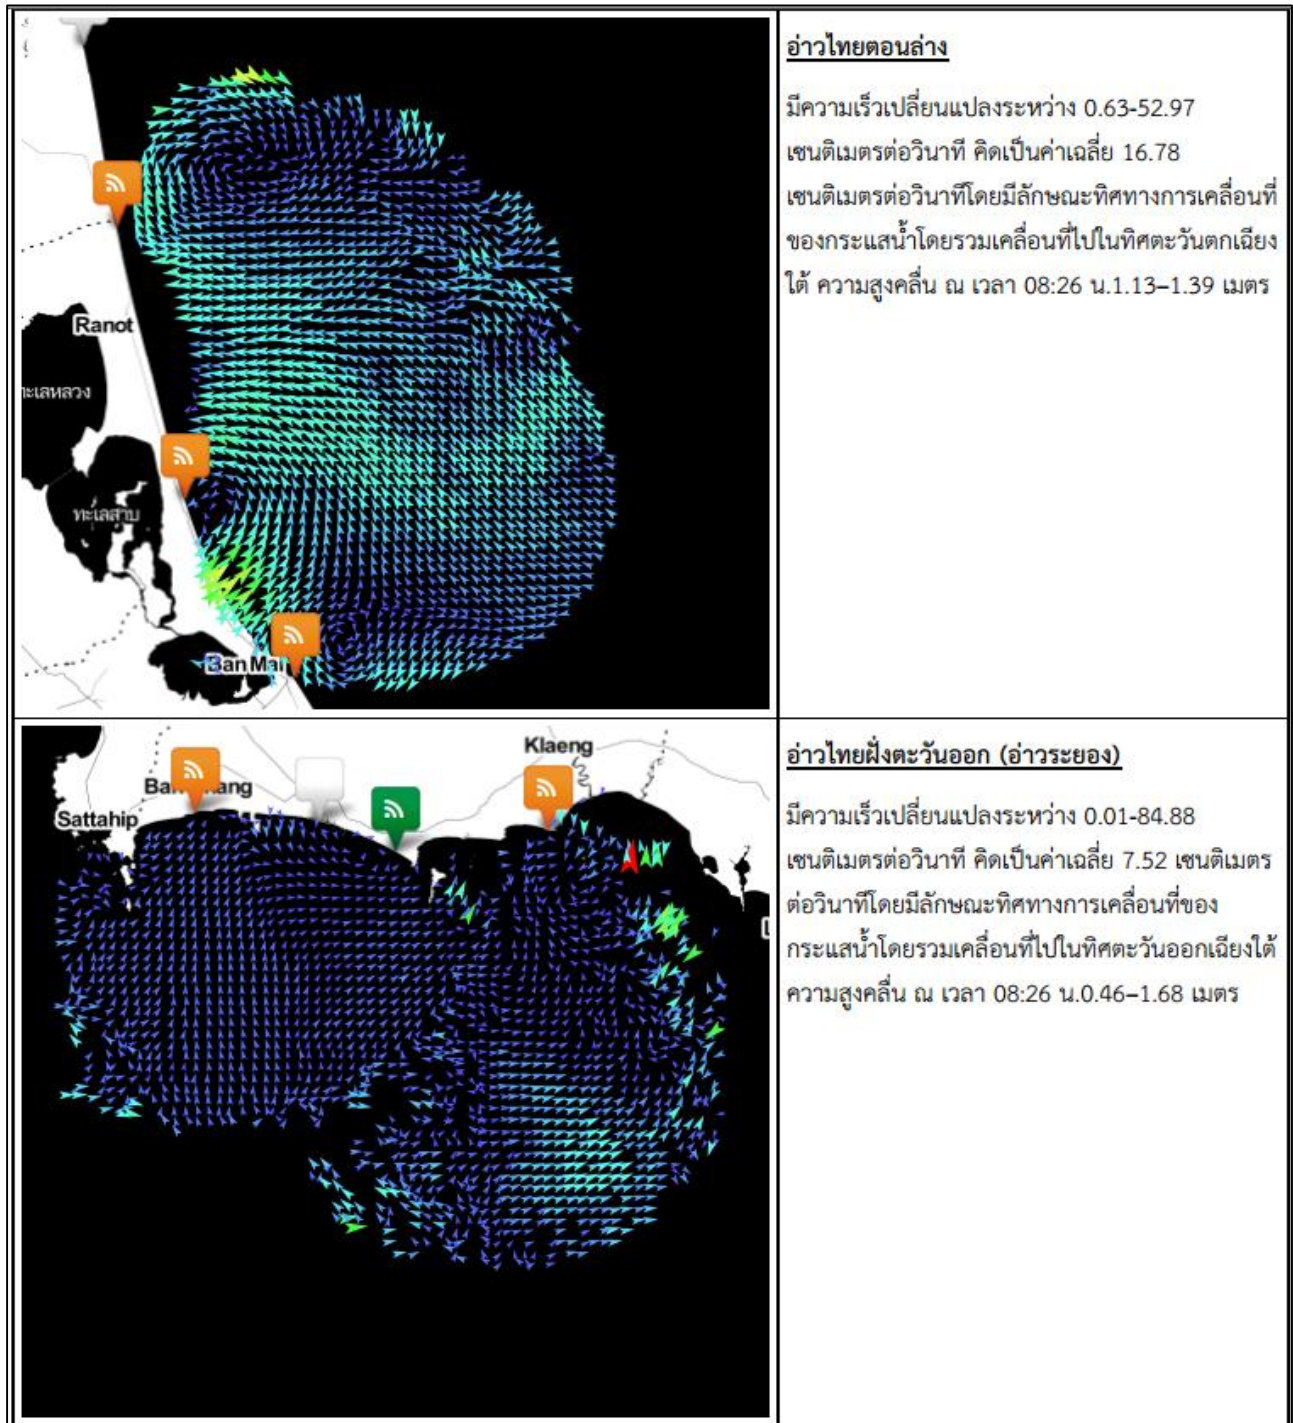 อ่าวไทยตอนล่าง
มีความเร็วเปลี่ยนแปลงระหว่าง 0.63-52.97
เซนติเมตรต่อวินาที คิดเป็นค่าเฉลี่ย 16.78
เซนติเมตรต่อวินาทีโดยมีลักษณะทิศทางการเคลื่อนที่
ของกระแสน้ำโดยรวมเคลื่อนที่ไปในทิศตะวันตกเฉียง
ใต้ ความสูงคลื่น ณ เวลา 08:26 น.1.13–1.39 เมตร
Ranot
ทะเลหลวง
ทะเลสาบ
Ban Mai
อ่าวไทยฝั่งตะวันออก (อ่าวระยอง)
มีความเร็วเปลี่ยนแปลงระหว่าง 0.01-84.88
เซนติเมตรต่อวินาที คิดเป็นค่าเฉลี่ย 7.52 เซนติเมตร
ต่อวินาทีโดยมีลักษณะทิศทางการเคลื่อนที่ของ
กระแสน้ำโดยรวมเคลื่อนที่ไปในทิศตะวันออกเฉียงใต้
ความสูงคลื่น ณ เวลา 08:26 น.0.46–1.68 เมตร
Klaeng
Sattahip